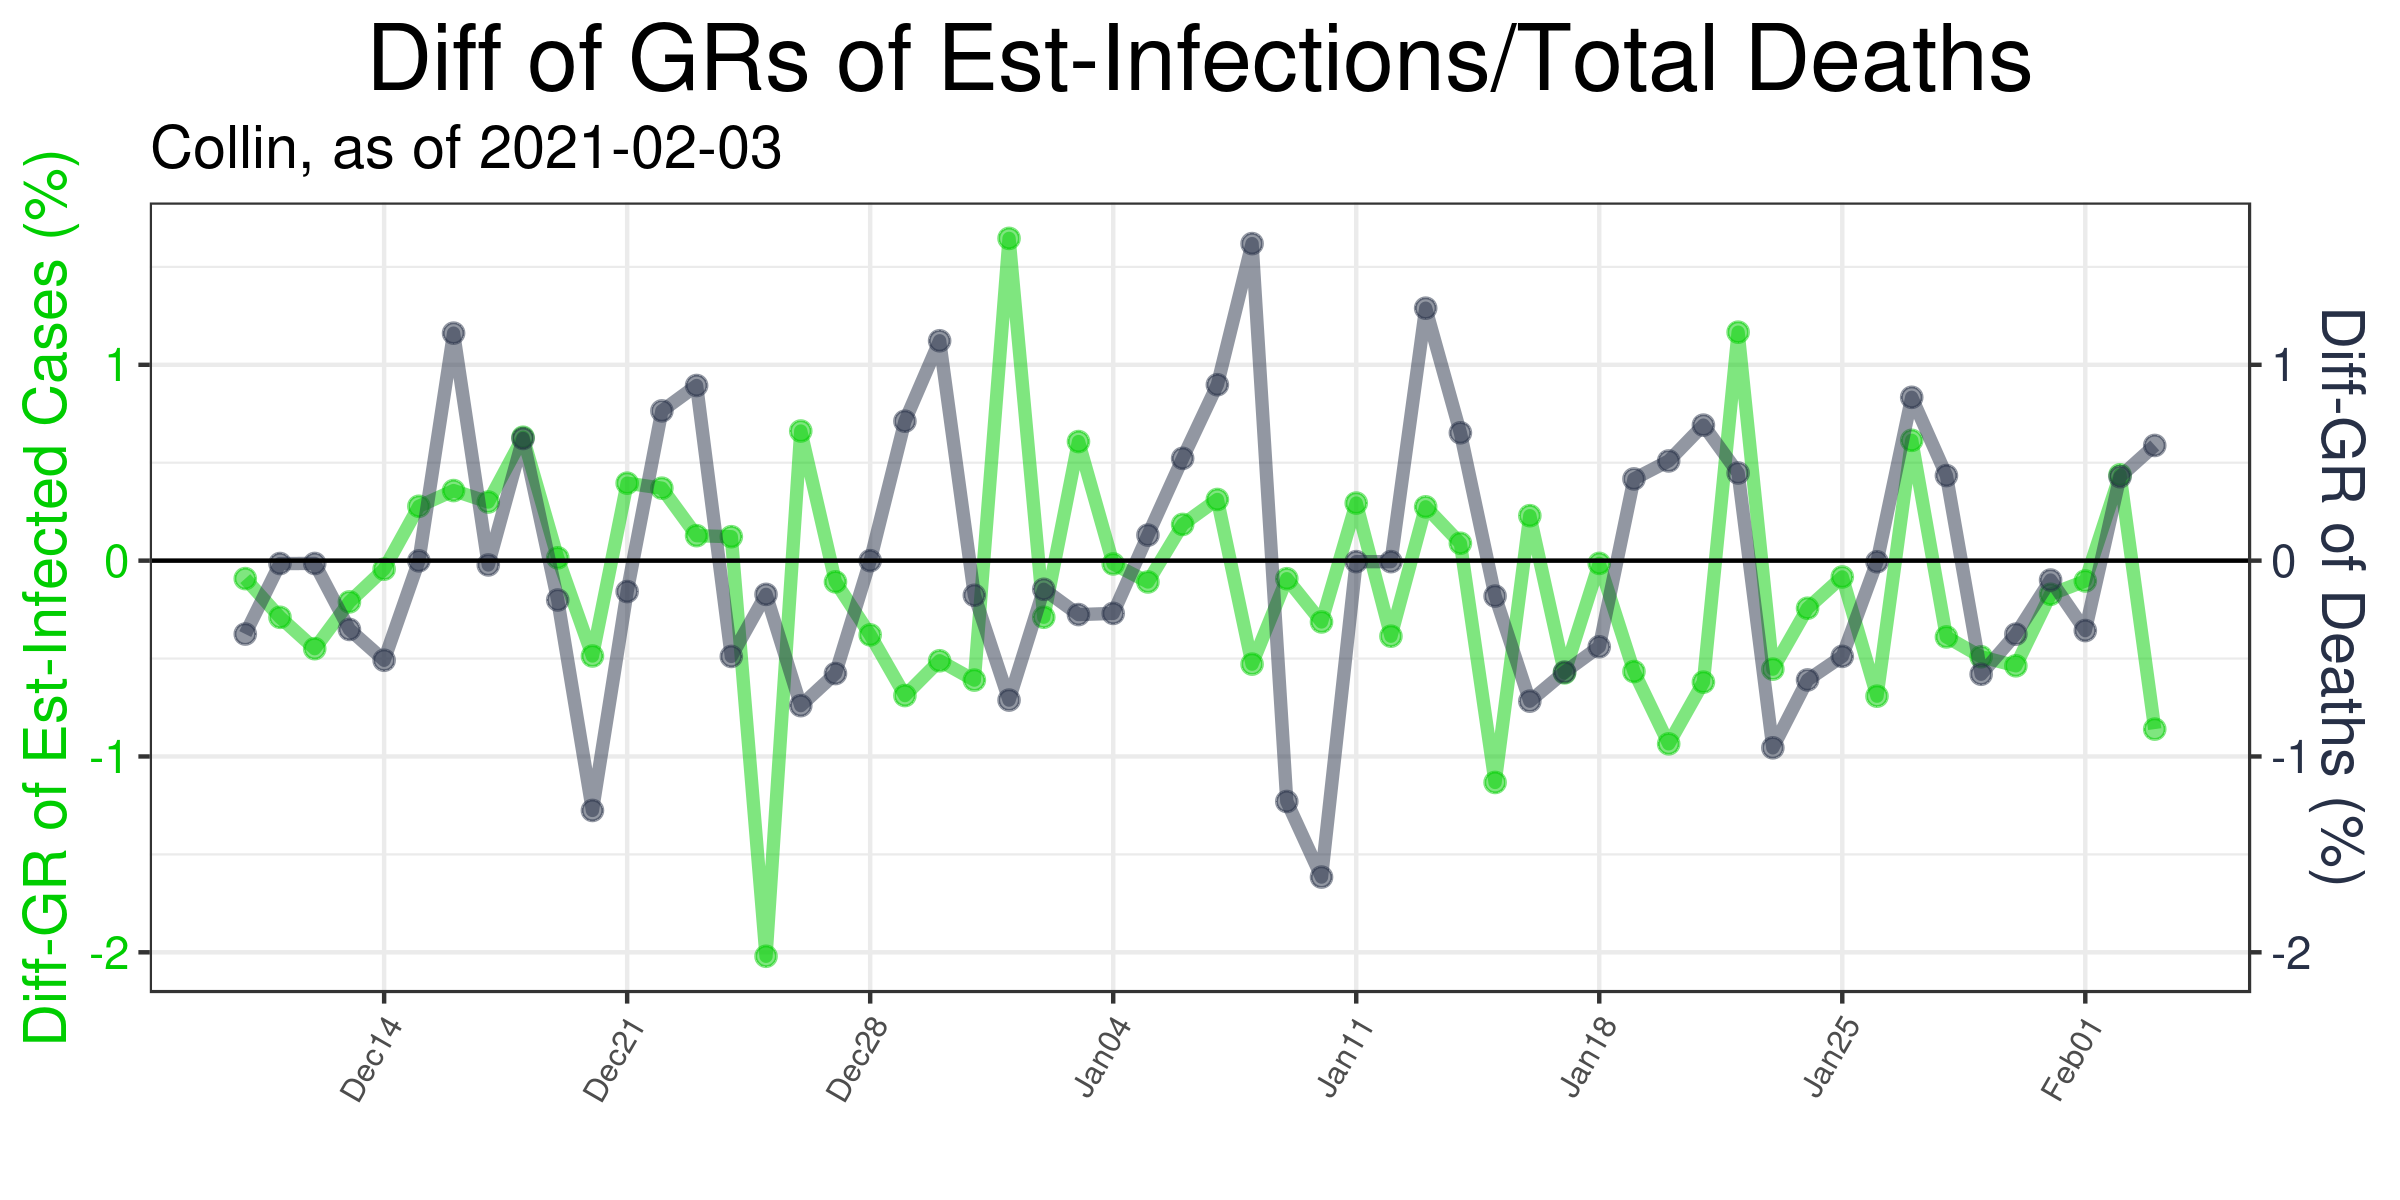 Diff of GRs of Est-Infections/Total Deaths
Collin, as of 2021-02-03
Diff-GR of Est-Infected Cases (%)
1
0
-1
-2
1
0
-1
-2
Diff-GR of Deaths (%)
Dec14
Dec21
Dec28
Jan04
Jan11
Jan18
Jan25
Feb01